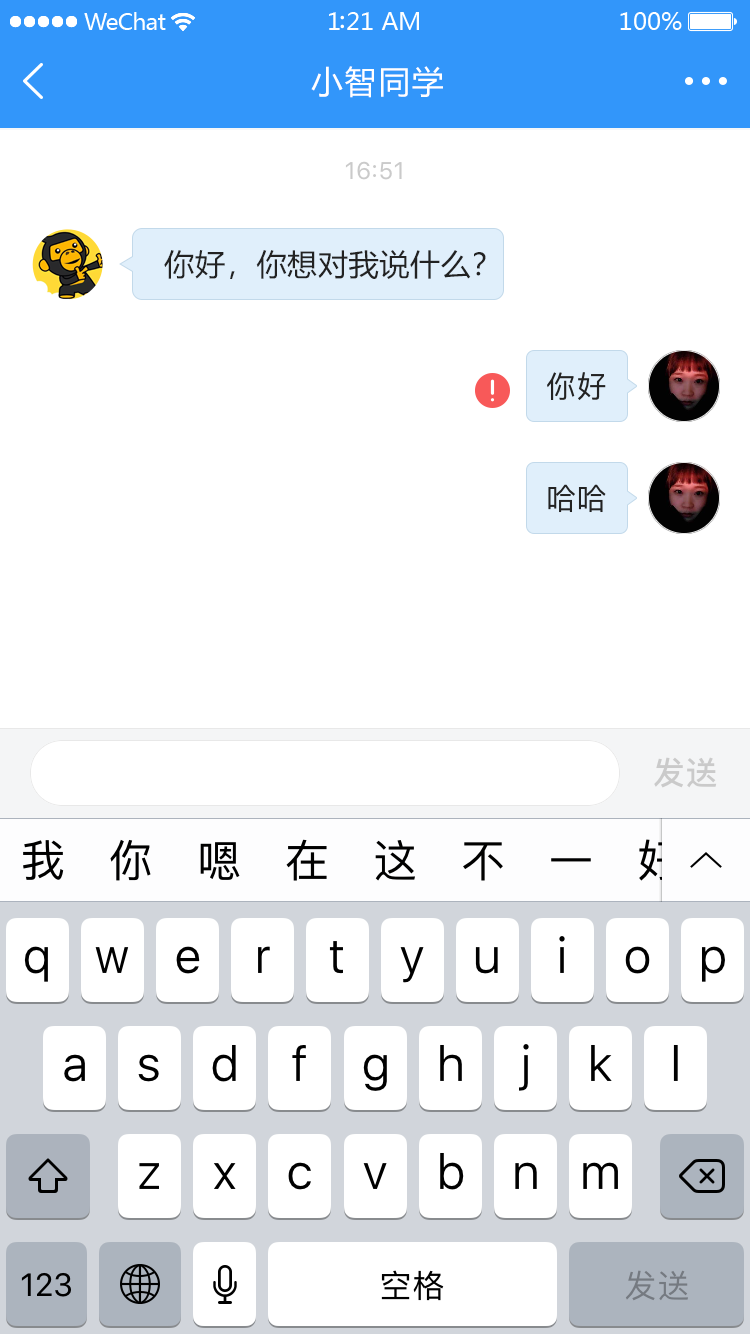 WeChat 1:21 AM 100%
小智同学
16:51
你好，你想对我说什么？
你好
哈哈
发送
我 你 嗯 在 这 不 一 好
q w e r t y u i o p
a s d f g h j k l
z x c v b n m
123 空格 发送